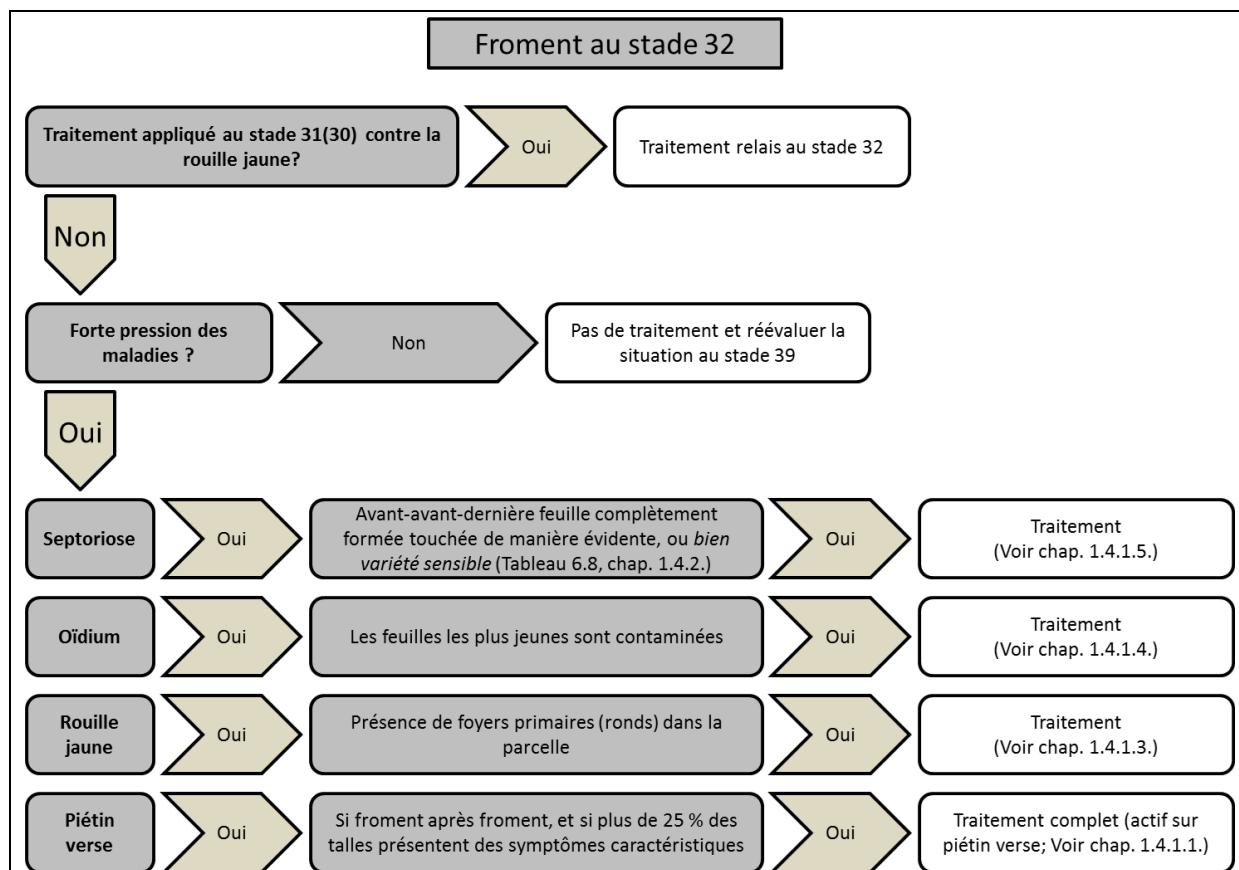 Froment au stade 32
Traitement appliqué au stade 31(30) contre la
rouille jaune?
Oui
Traitement relais au stade 32
Non
Forte pression des
maladies ?
Non
Pas de traitement et réévaluer la
situation au stade 39
Oui
Septoriose
Oui
Avant-avant-dernière feuille complètement
formée touchée de manière évidente, ou bien
variété sensible (Tableau 6.8, chap. 1.4.2.)
Oui
Traitement
(Voir chap. 1.4.1.5.)
Oïdium
Oui
Les feuilles les plus jeunes sont contaminées
Oui
Traitement
(Voir chap. 1.4.1.4.)
Rouille
jaune
Oui
Présence de foyers primaires (ronds) dans la
parcelle
Oui
Traitement
(Voir chap. 1.4.1.3.)
Piétin
verse
Oui
Si froment après froment, et si plus de 25 % des
talles présentent des symptômes caractéristiques
Oui
Traitement complet (actif sur
piétin verse; Voir chap. 1.4.1.1.)